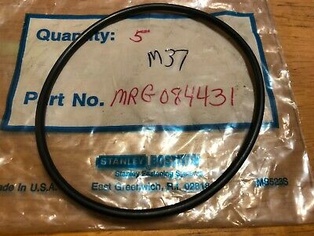 Quantity: 5
M37
Part No. MRG084431
STANLEY BOSTITCH
Stanley Fastening Systems
Made in U.S.A.
East Greenwich, R.I. 02818